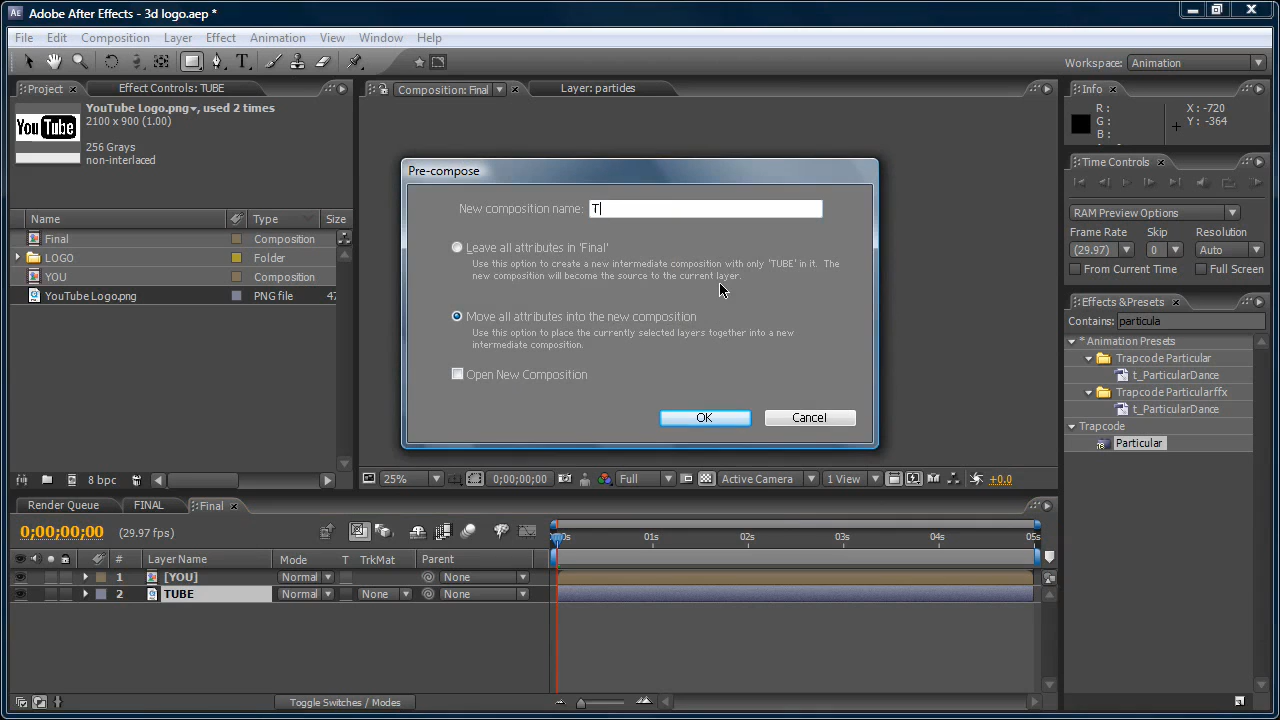 Adobe After Effects - 3d logo.aep *
File Edit Composition Layer Effect Animation View Window Help
Workspace: Animation
Project Effect Controls: TUBE
Composition: Final Layer: partides
Info
YouTube Logo.png, used 2 times
2100 x 900 (1.00)
256 Grays
non-interlaced
You Tube
R :
G :
B :
X : -720
Y : -364
Time Controls
RAM Preview Options
Frame Rate Skip Resolution
(29.97) 0 Auto
From Current Time Full Screen
Name Type Size
Final Composition
LOGO Folder
YOU Composition
YouTube Logo.png PNG file 47
Pre-compose
New composition name: T
Leave all attributes in 'Final'
Use this option to create a new intermediate composition with only 'TUBE' in it. The
new composition will become the source to the current layer.
Move all attributes into the new composition
Use this option to place the currently selected layers together into a new
intermediate composition.
Open New Composition
OK Cancel
Effects & Presets
Contains: particula
* Animation Presets
Trapcode Particular
t_ParticularDance
Trapcode Particularffx
t_ParticularDance
Trapcode
Particular
8 bpc
25% 0;00;00;00 Full Active Camera 1 View +0.0
Render Queue FINAL Final
0;00;00;00 (29.97 fps)
01s 02s 03s 04s 05s
# Layer Name Mode T TrkMat Parent
1 [YOU] Normal None
2 TUBE Normal None None
Toggle Switches / Modes